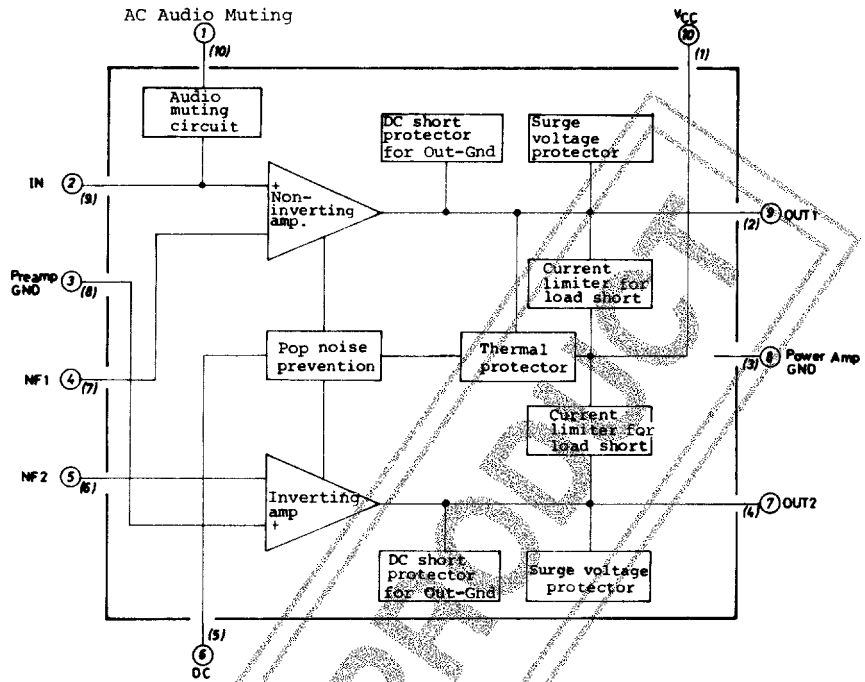 AC Audio Muting
1
(10)
VCC
10
(1)
Audio
muting
circuit
DC short
protector
for Out-Gnd
Surge
voltage
protector
IN
2
(9)
+
Non-
inverting
amp.
9
OUT1
(2)
Preamp
GND
3
(8)
Current
limiter for
load short
Pop noise
prevention
Thermal
protector
8
Power Amp
GND
(3)
NF1
4
(7)
Current
limiter for
load short
NF2
5
(6)
Inverting
amp
+
7
OUT2
(4)
DC short
protector
for Out-Gnd
Surge voltage
protector
(5)
6
DC
PRODUCT